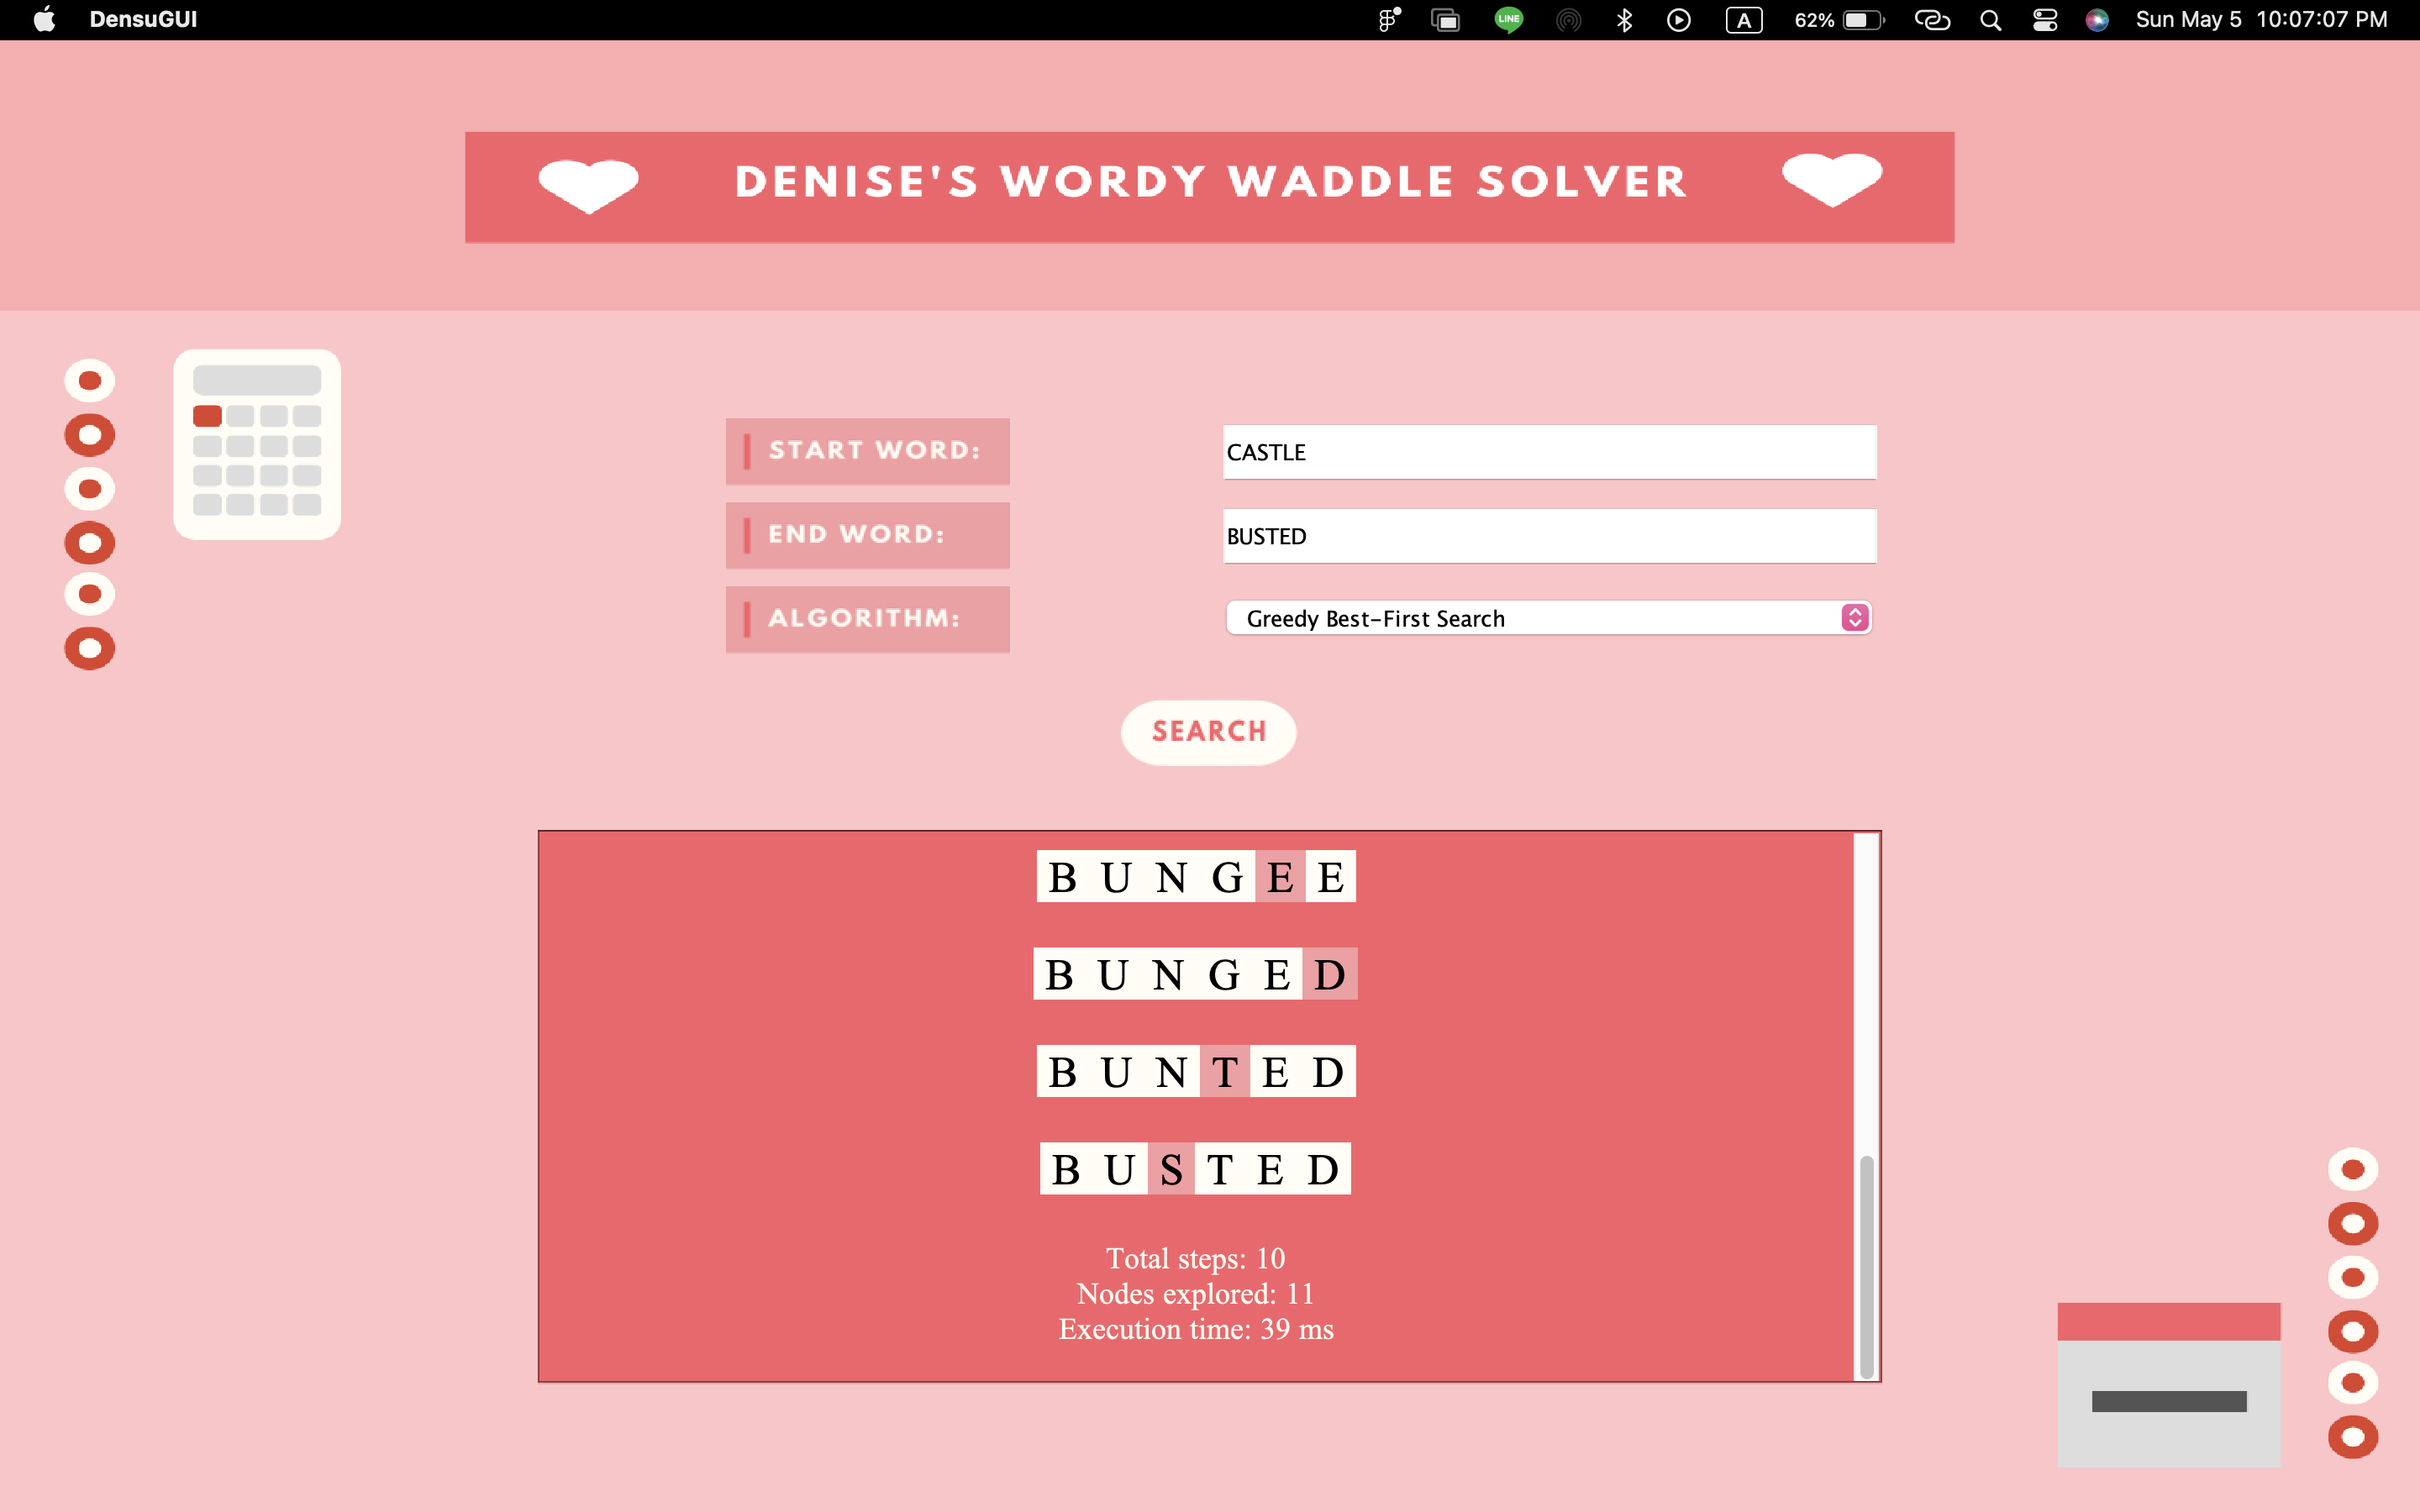 DensuGUI LINE A 62% Sun May 5 10:07:07 PM
DENISE'S WORDY WADDLE SOLVER
START WORD: CASTLE
END WORD: BUSTED
ALGORITHM: Greedy Best-First Search
SEARCH
B U N G E E
B U N G E D
B U N T E D
B U S T E D
Total steps: 10
Nodes explored: 11
Execution time: 39 ms